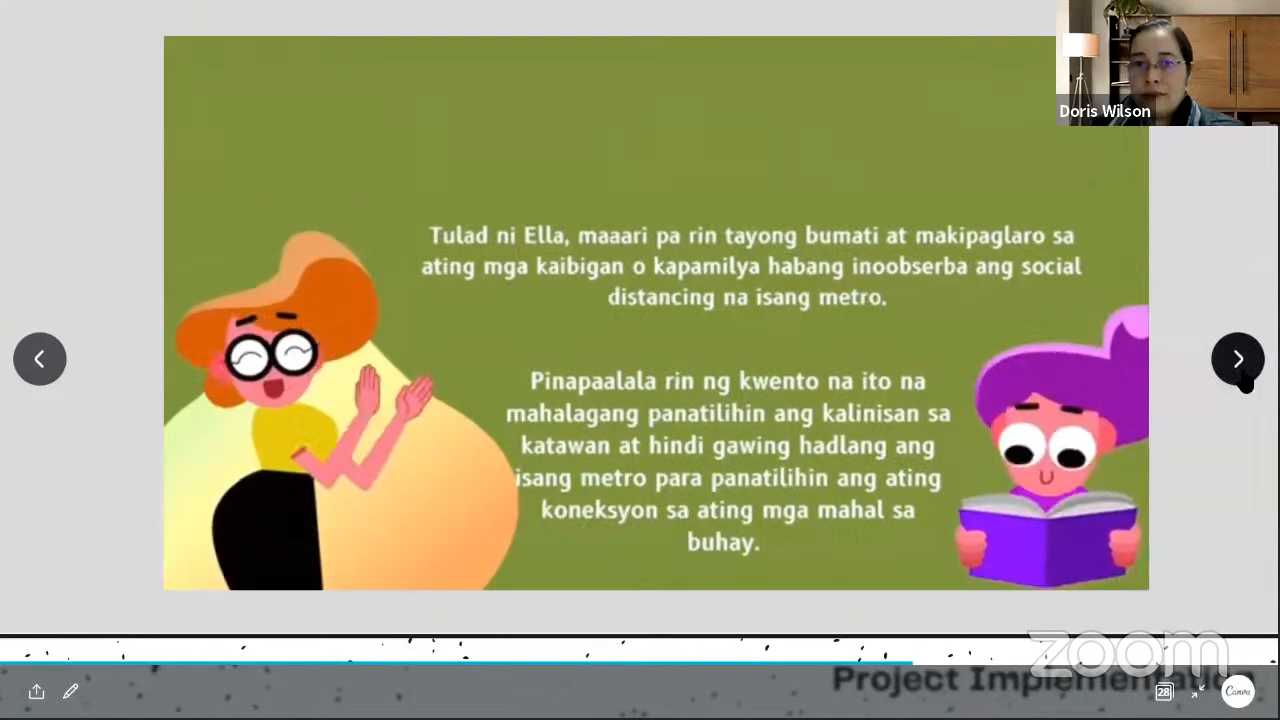 Doris Wilson
Tulad ni Ella, maaari pa rin tayong bumati at makipaglaro sa
ating mga kaibigan o kapamilya habang inoobserba ang social
distancing na isang metro.
Pinapaalala rin ng kwento na ito na
mahalagang panatilihin ang kalinisan sa
katawan at hindi gawing hadlang ang
isang metro para panatilihin ang ating
koneksyon sa ating mga mahal sa
buhay.
zoom
Project Implementation
28
Canva